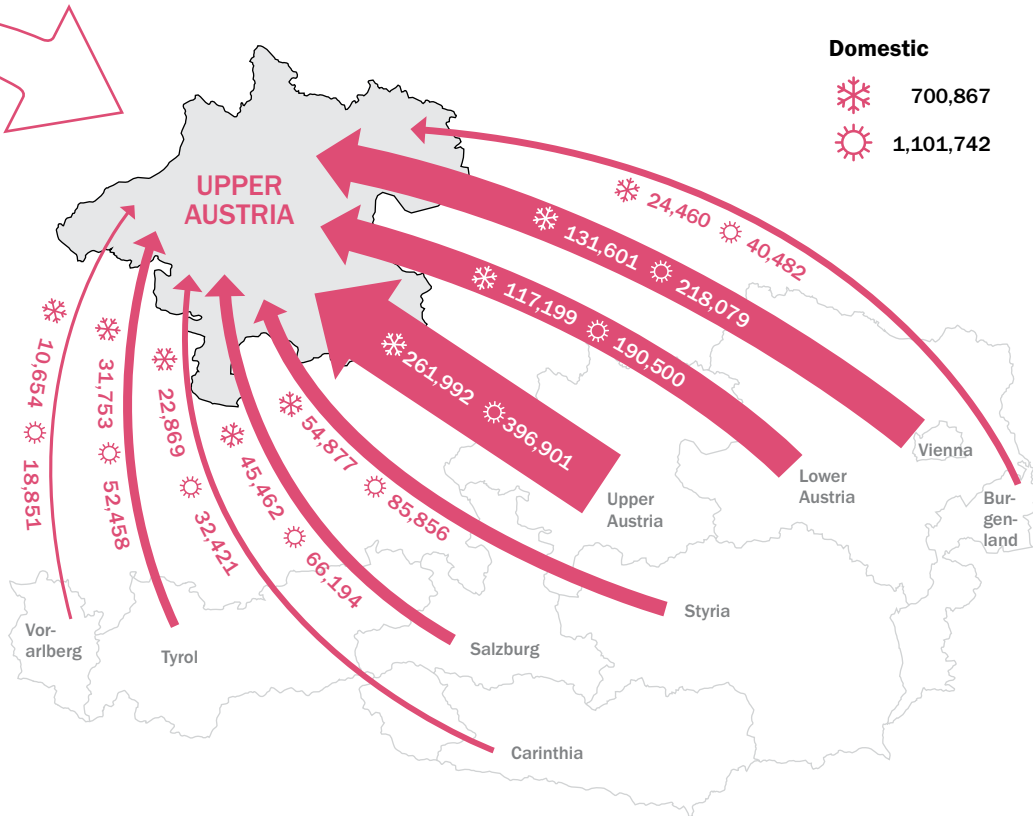 Domestic
700,867
1,101,742
UPPER
AUSTRIA
24,460 40,482
131,601 218,079
117,199 190,500
261,992 396,901
54,877 85,856
45,462 66,194
22,869 32,421
31,753 52,458
10,654 18,851
Vienna
Lower
Austria
Upper
Austria
Bur-
gen-
land
Styria
Salzburg
Carinthia
Tyrol
Vor-
arlberg